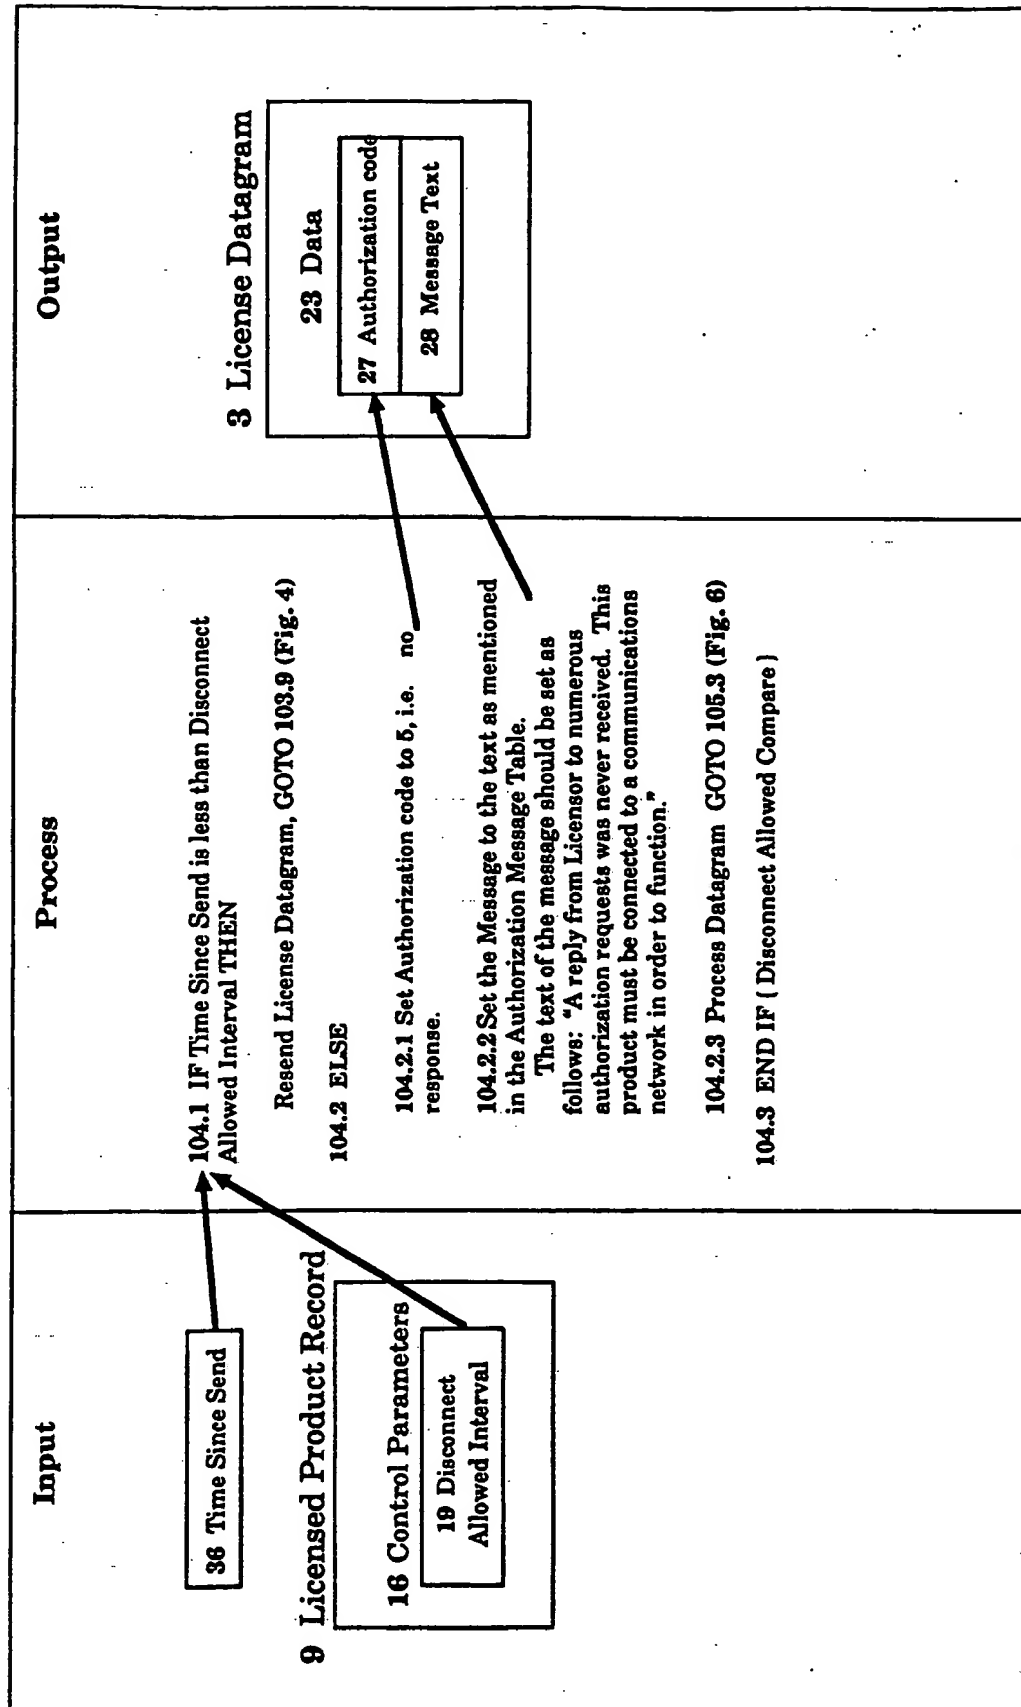 Input
36 Time Since Send
9 Licensed Product Record
16 Control Parameters
19 Disconnect
Allowed Interval
Process
104.1 IF Time Since Send is less than Disconnect
Allowed Interval THEN
Resend License Datagram, GOTO 103.9 (Fig. 4)
104.2 ELSE
104.2.1 Set Authorization code to 5, i.e. no
response.
104.2.2 Set the Message to the text as mentioned
in the Authorization Message Table.
The text of the message should be set as
follows: "A reply from Licensor to numerous
authorization requests was never received. This
product must be connected to a communications
network in order to function."
104.2.3 Process Datagram GOTO 105.3 (Fig. 6)
104.3 END IF { Disconnect Allowed Compare }
Output
3 License Datagram
23 Data
27 Authorization code
28 Message Text